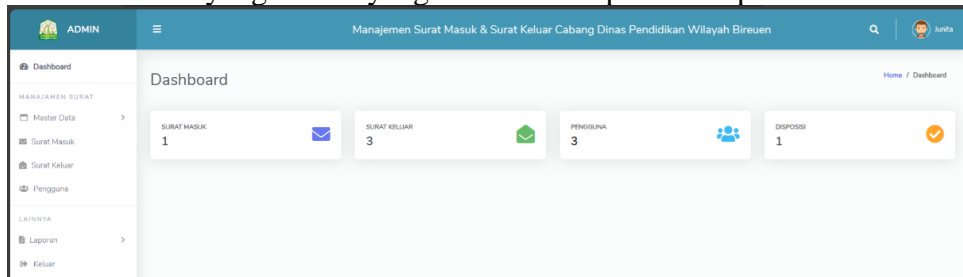 ADMIN
Manajemen Surat Masuk & Surat Keluar Cabang Dinas Pendidikan Wilayah Bireuen
Junita
Dashboard
MANAJAMEN SURAT
Master Data
Surat Masuk
Surat Keluar
Pengguna
LAINNYA
Laporan
Keluar
Dashboard
Home / Dashboard
SURAT MASUK
1
SURAT KELUAR
3
PENGGUNA
3
DISPOSISI
1